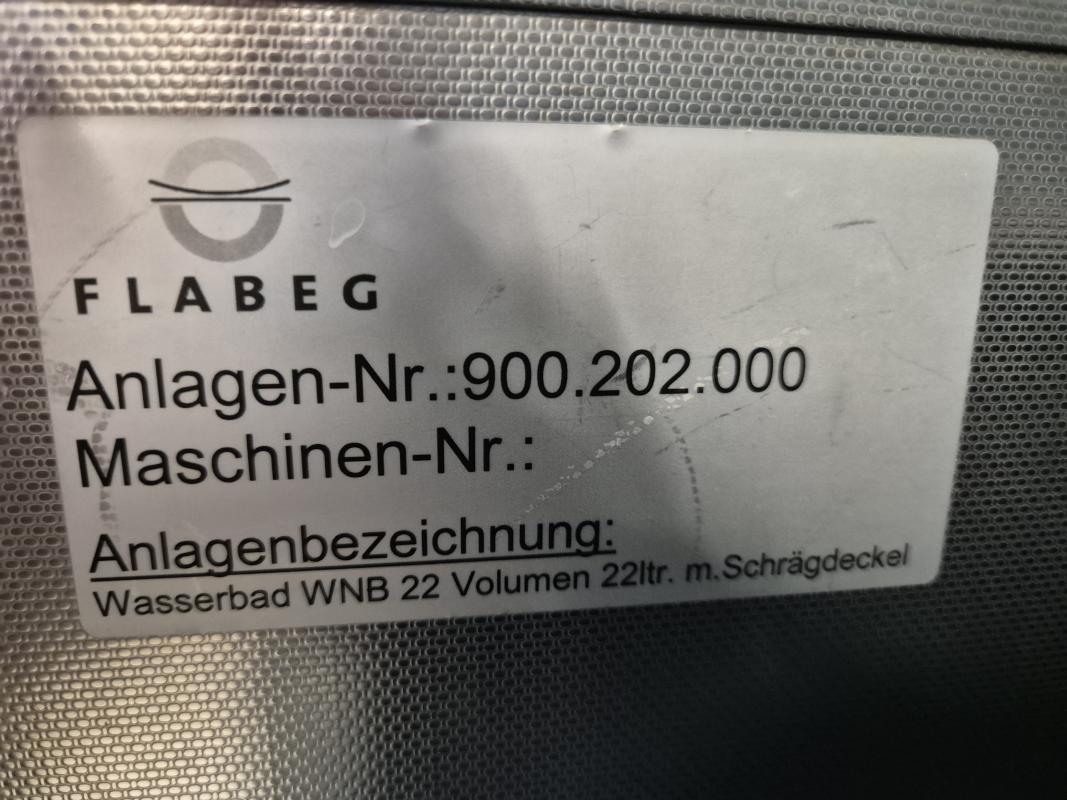 FLABEG
Anlagen-Nr.:900.202.000
Maschinen-Nr.:
Anlagenbezeichnung:
Wasserbad WNB 22 Volumen 22ltr. m.Schrägdeckel